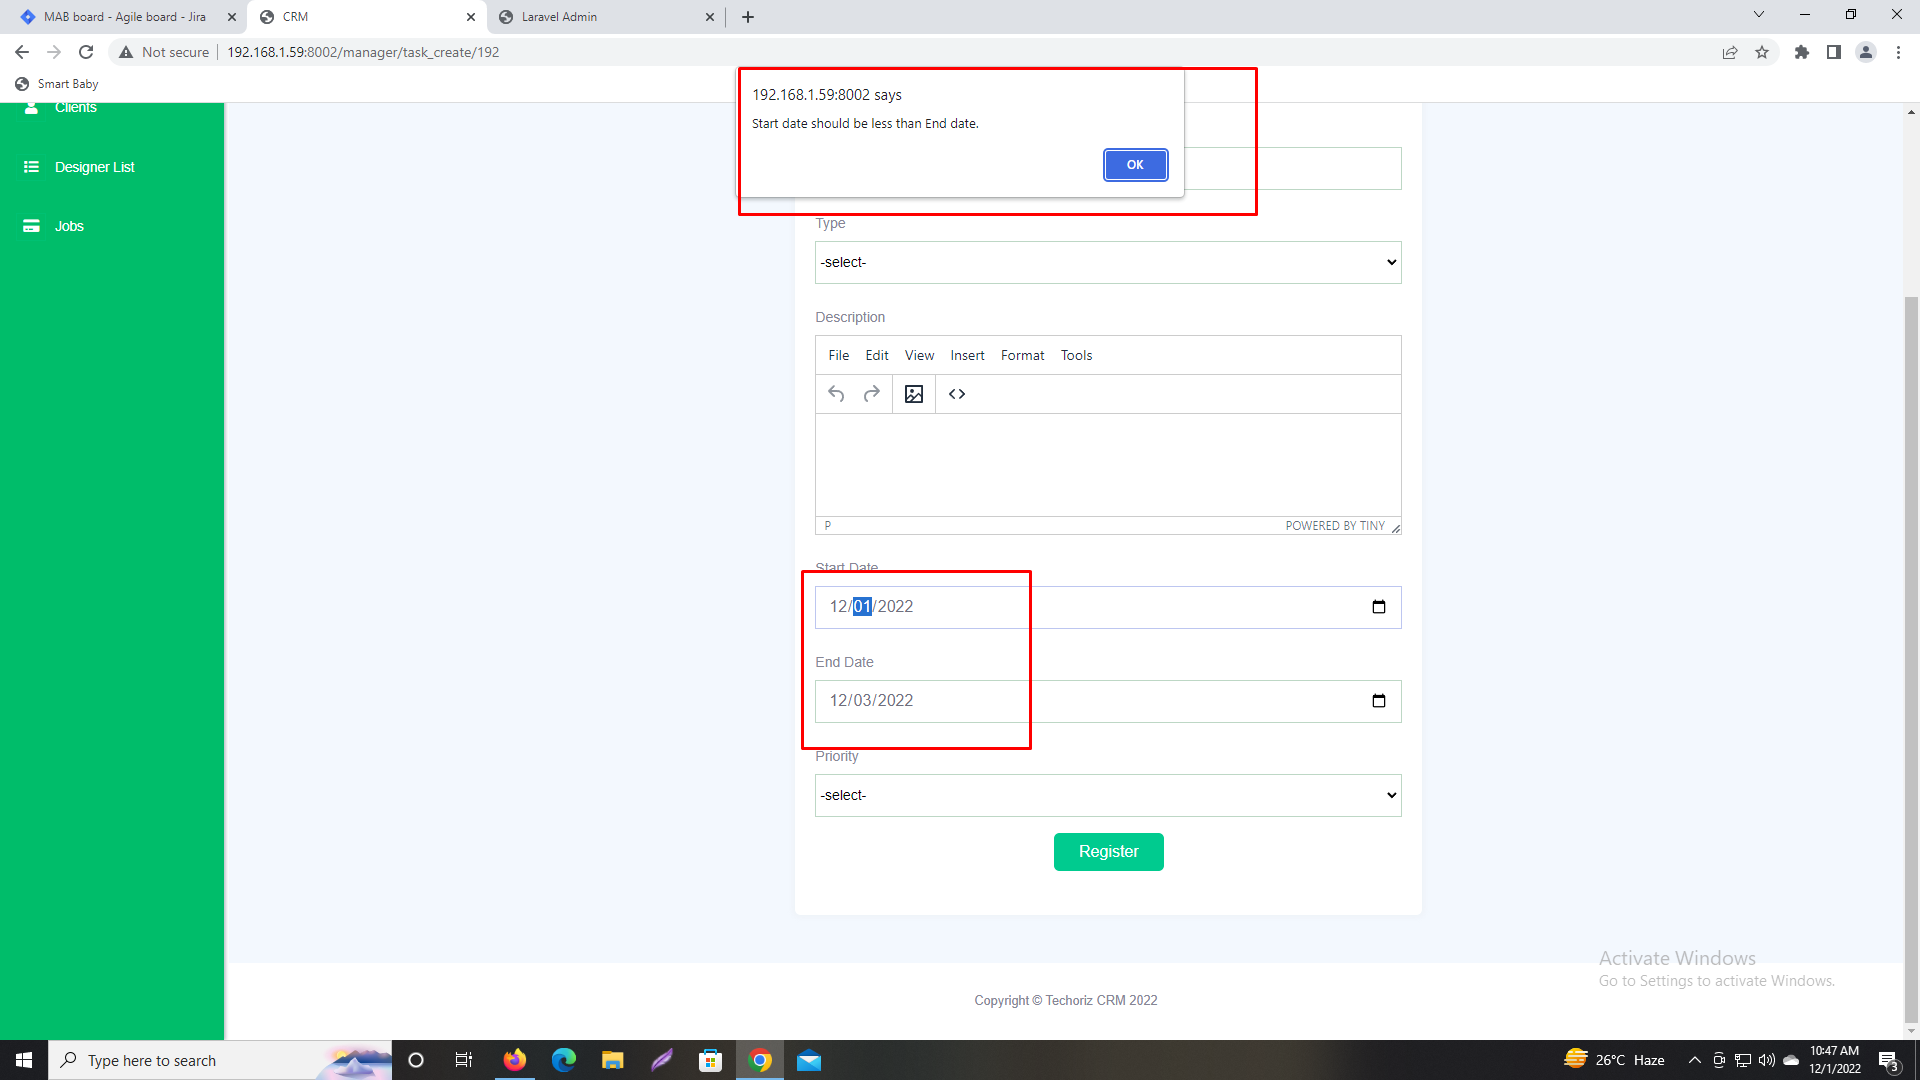 MAB board - Agile board - Jira
CRM
Laravel Admin
Not secure
192.168.1.59:8002/manager/task_create/192
Smart Baby
192.168.1.59:8002 says
Start date should be less than End date.
OK
Clients
Designer List
Jobs
Type
-select-
Description
File Edit View Insert Format Tools
P
POWERED BY TINY
Start Date
12/01/2022
End Date
12/03/2022
Priority
-select-
Register
Activate Windows
Go to Settings to activate Windows.
Copyright © Techoriz CRM 2022
Type here to search
26°C Haze
10:47 AM
12/1/2022
3